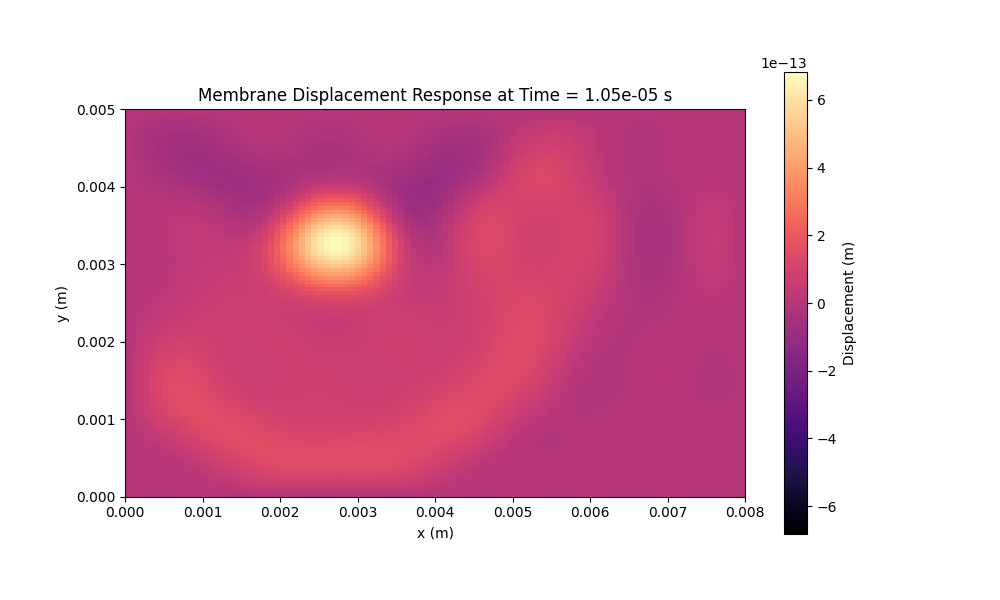 1e−13
Membrane Displacement Response at Time = 1.05e-05 s
0.005
0.004
0.003
0.002
0.001
0.000
y (m)
0.000 0.001 0.002 0.003 0.004 0.005 0.006 0.007 0.008
x (m)
6
4
2
0
−2
−4
−6
Displacement (m)